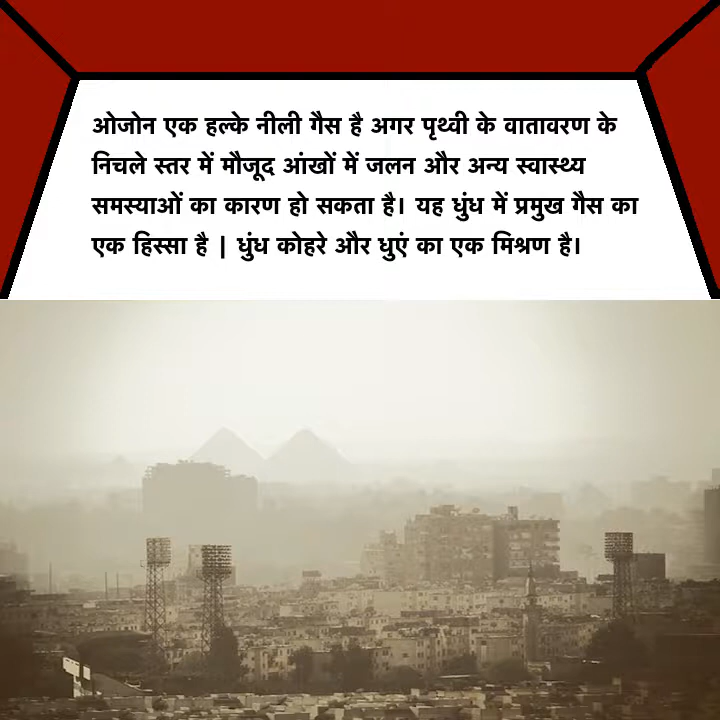 ओजोन एक हल्के नीली गैस है अगर पृथ्वी के वातावरण के
निचले स्तर में मौजूद आंखों में जलन और अन्य स्वास्थ्य
समस्याओं का कारण हो सकता है। यह धुंध में प्रमुख गैस का
एक हिस्सा है | धुंध कोहरे और धुएं का एक मिश्रण है।